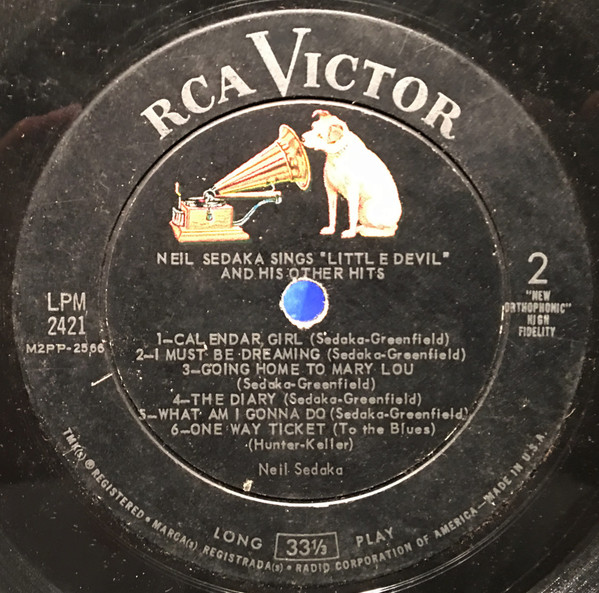 RCA VICTOR
NEIL SEDAKA SINGS "LITTLE DEVIL"
AND HIS OTHER HITS
LPM
2421
M2PP-2566
2
"NEW
ORTHOPHONIC"
HIGH
FIDELITY
1—CALENDAR GIRL (Sedaka-Greenfield)
2—I MUST BE DREAMING (Sedaka-Greenfield)
3—GOING HOME TO MARY LOU
(Sedaka-Greenfield)
4—THE DIARY (Sedaka-Greenfield)
5—WHAT AM I GONNA DO (Sedaka-Greenfield)
6—ONE WAY TICKET (To the Blues)
(Hunter-Keller)
Neil Sedaka
LONG 33⅓ PLAY
TMK(s) ® REGISTERED • MARCA(s) REGISTRADA(s) • RADIO CORPORATION OF AMERICA—MADE IN U.S.A.